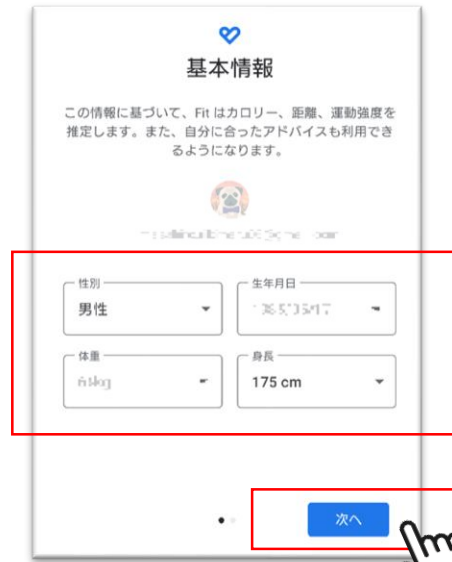 基本情報
この情報に基づいて、Fit はカロリー、距離、運動強度を
推定します。また、自分に合ったアドバイスも利用でき
るようになります。
性別
男性
生年月日
体重
身長
175 cm
次へ